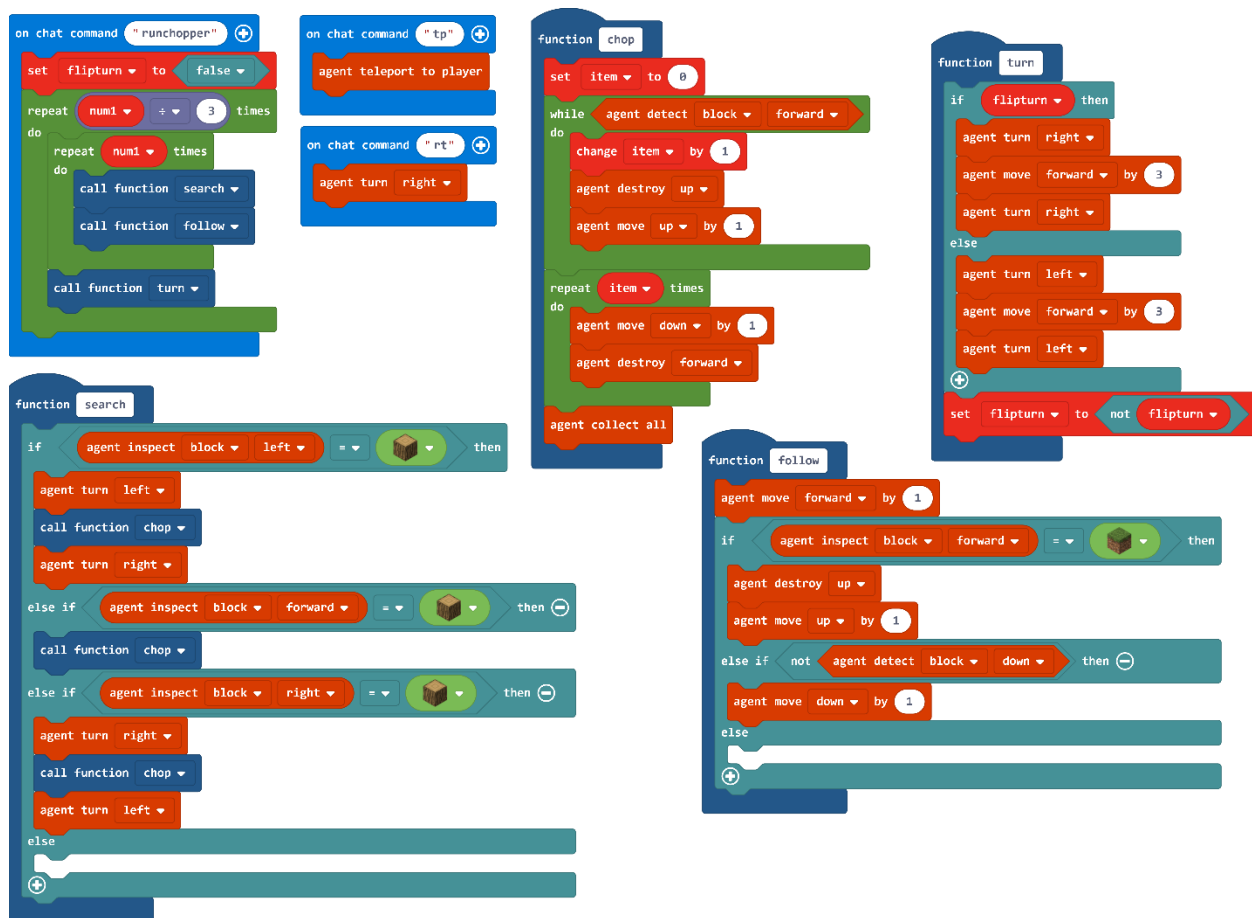 on chat command "runchopper"
set flipturn to false
repeat num1 ÷ 3 times
do
repeat num1 times
do
call function search
call function follow
call function turn
on chat command "tp"
agent teleport to player
on chat command "rt"
agent turn right
function chop
set item to 0
while agent detect block forward
do
change item by 1
agent destroy up
agent move up by 1
repeat item times
do
agent move down by 1
agent destroy forward
agent collect all
function turn
if flipturn then
agent turn right
agent move forward by 3
agent turn right
else
agent turn left
agent move forward by 3
agent turn left
set flipturn to not flipturn
function search
if agent inspect block left = then
agent turn left
call function chop
agent turn right
else if agent inspect block forward = then
call function chop
else if agent inspect block right = then
agent turn right
call function chop
agent turn left
else
function follow
agent move forward by 1
if agent inspect block forward = then
agent destroy up
agent move up by 1
else if not agent detect block down then
agent move down by 1
else